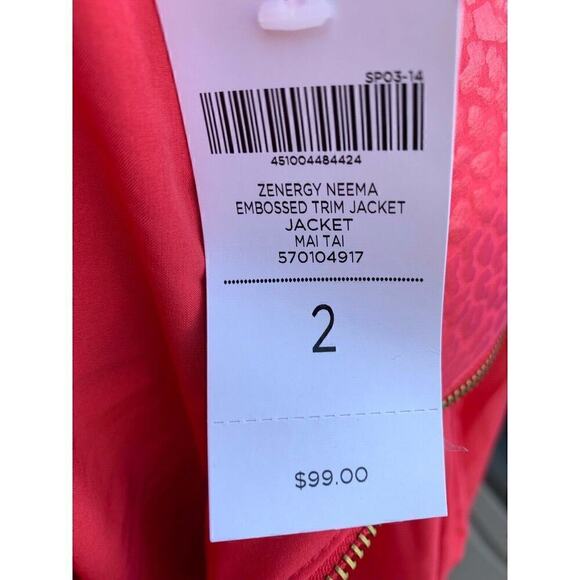 SP03-14
451004484424
ZENERGY NEEMA
EMBOSSED TRIM JACKET
JACKET
MAI TAI
570104917
2
$99.00